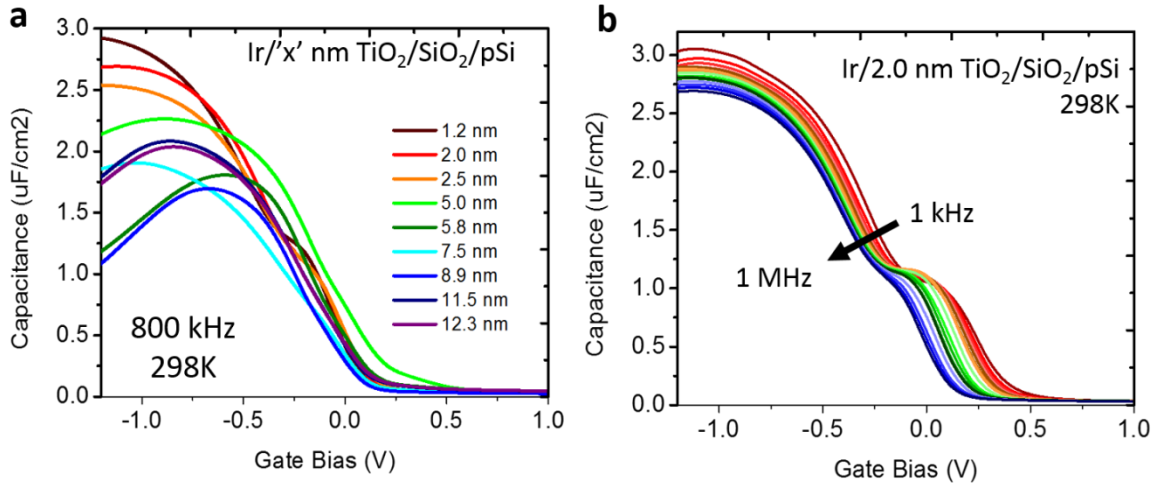 a
Ir/'x' nm TiO₂/SiO₂/pSi
Capacitance (uF/cm2)
3.0
2.5
2.0
1.5
1.0
0.5
0.0
1.2 nm
2.0 nm
2.5 nm
5.0 nm
5.8 nm
7.5 nm
8.9 nm
11.5 nm
12.3 nm
800 kHz
298K
-1.0
-0.5
0.0
0.5
1.0
Gate Bias (V)
b
Ir/2.0 nm TiO₂/SiO₂/pSi
298K
Capacitance (uF/cm2)
3.0
2.5
2.0
1.5
1.0
0.5
0.0
1 kHz
1 MHz
-1.0
-0.5
0.0
0.5
1.0
Gate Bias (V)